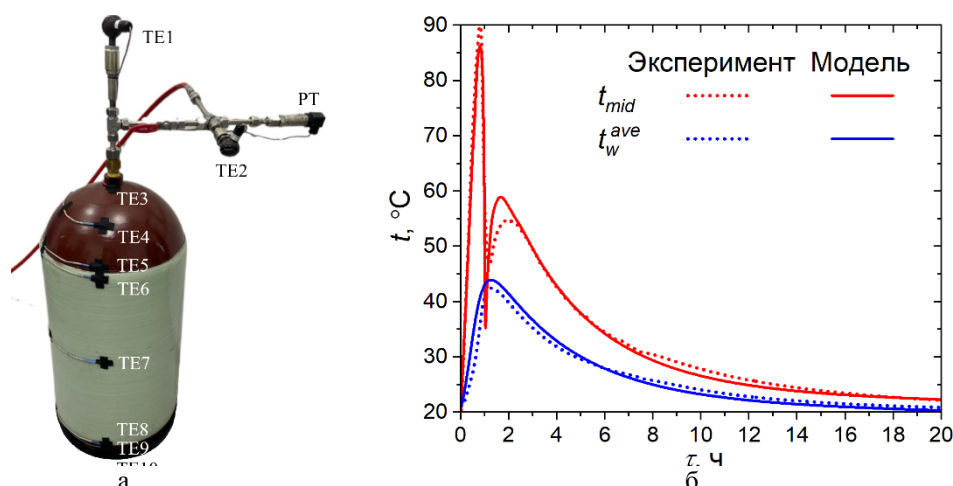 TE1
PT
TE2
TE3
TE4
TE5
TE6
TE7
TE8
TE9
TE10
а
90
80
70
60
50
40
30
20
t, °C
Эксперимент Модель
t_mid
t_w^ave
0 2 4 6 8 10 12 14 16 18 20
τ, ч
б